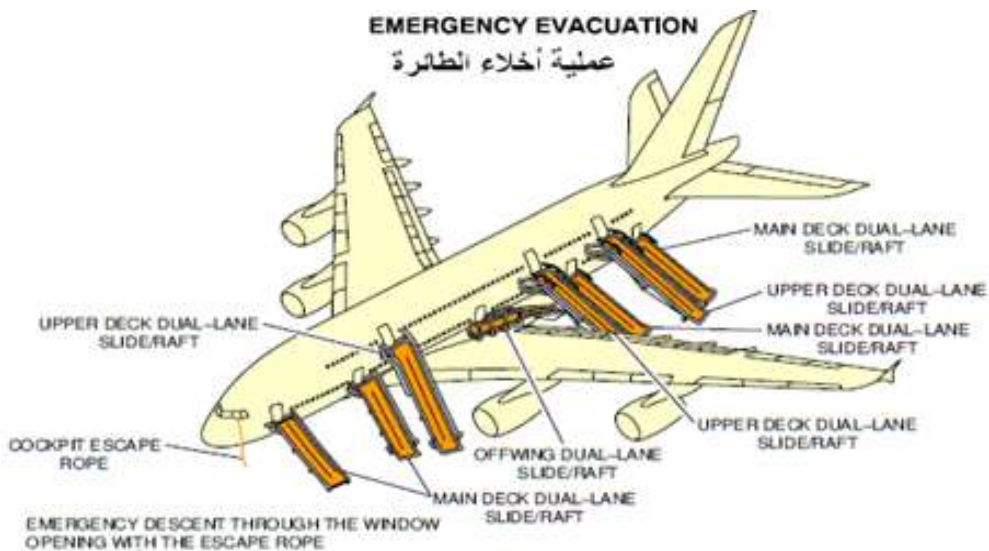 EMERGENCY EVACUATION
عملية أخلاء الطائرة
MAIN DECK DUAL-LANE
SLIDE/RAFT
UPPER DECK DUAL-LANE
SLIDE/RAFT
UPPER DECK DUAL-LANE
SLIDE/RAFT
MAIN DECK DUAL-LANE
SLIDE/RAFT
UPPER DECK DUAL-LANE
SLIDE/RAFT
COCKPIT ESCAPE
ROPE
OFFWING DUAL-LANE
SLIDE/RAFT
MAIN DECK DUAL-LANE
SLIDE/RAFT
EMERGENCY DESCENT THROUGH THE WINDOW
OPENING WITH THE ESCAPE ROPE